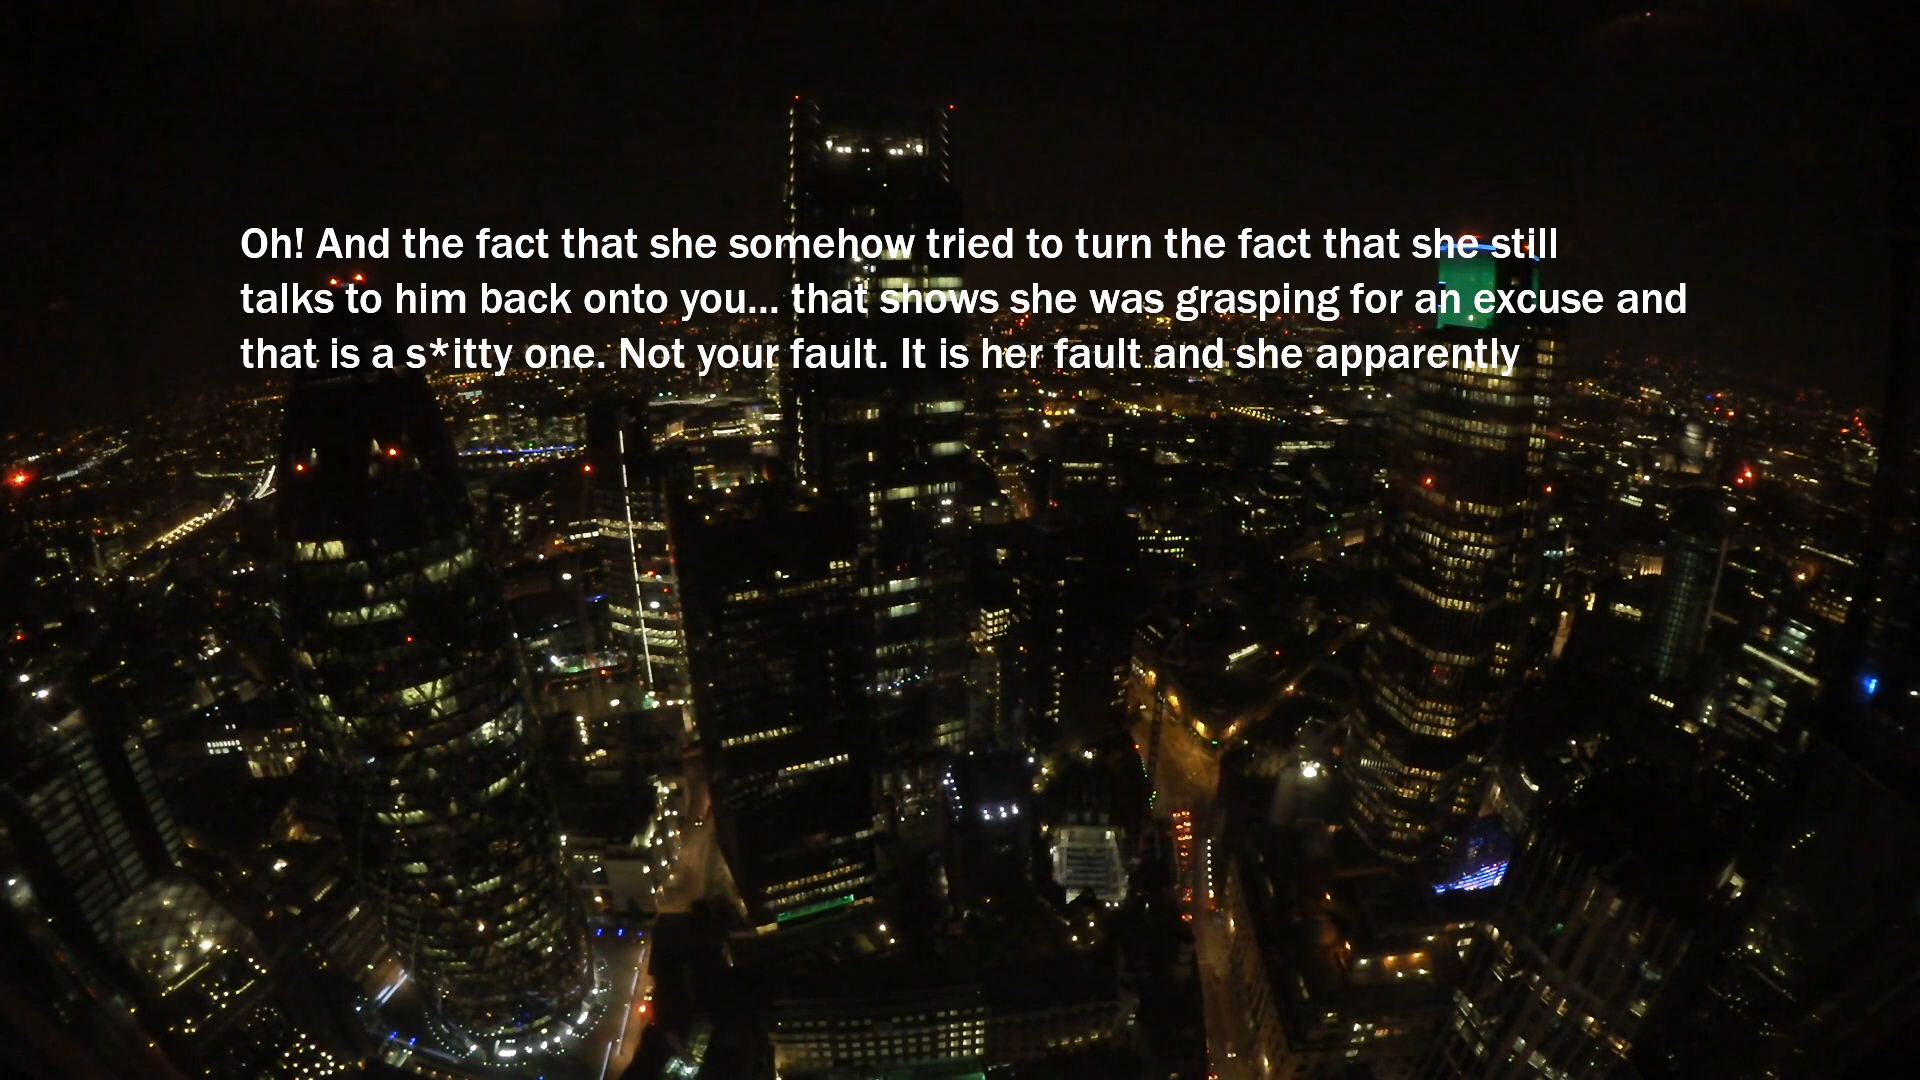 Oh! And the fact that she somehow tried to turn the fact that she still
talks to him back onto you... that shows she was grasping for an excuse and
that is a s*itty one. Not your fault. It is her fault and she apparently